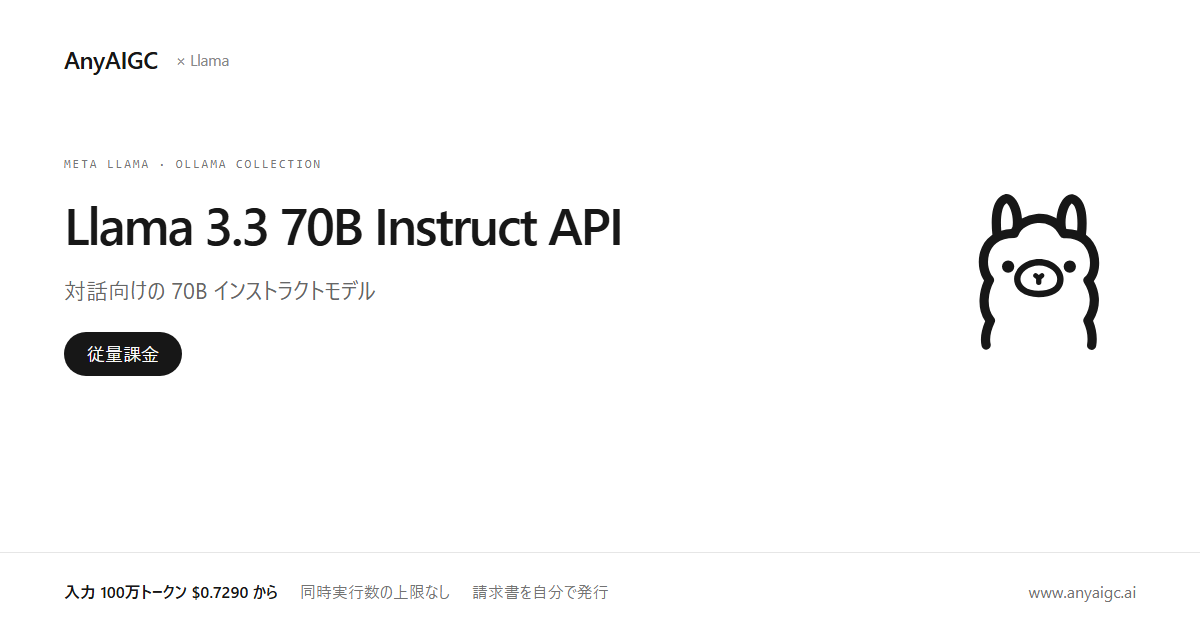 AnyAIGC × Llama
META LLAMA · OLLAMA COLLECTION
Llama 3.3 70B Instruct API
対話向けの 70B インストラクトモデル
従量課金
入力 100万トークン $0.7290 から 同時実行数の上限なし 請求書を自分で発行 www.anyaigc.ai